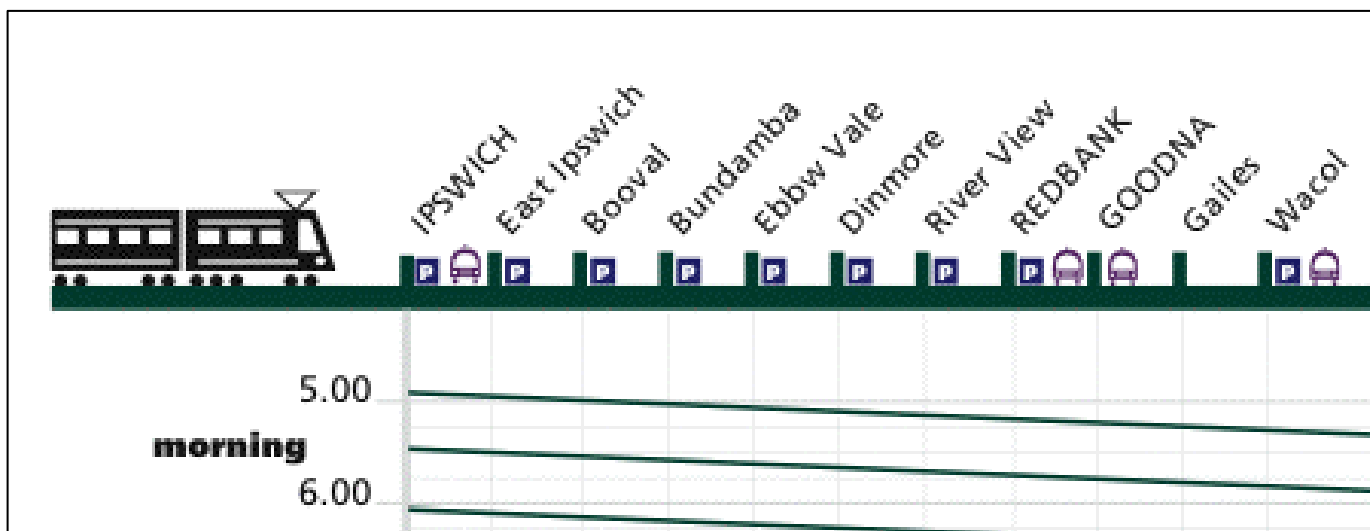 IPSWICH
East Ipswich
Booval
Bundamba
Ebbw Vale
Dinmore
River View
REDBANK
GOODNA
Gailes
Wacol
P
P
P
P
P
P
P
P
P
5.00
morning
6.00